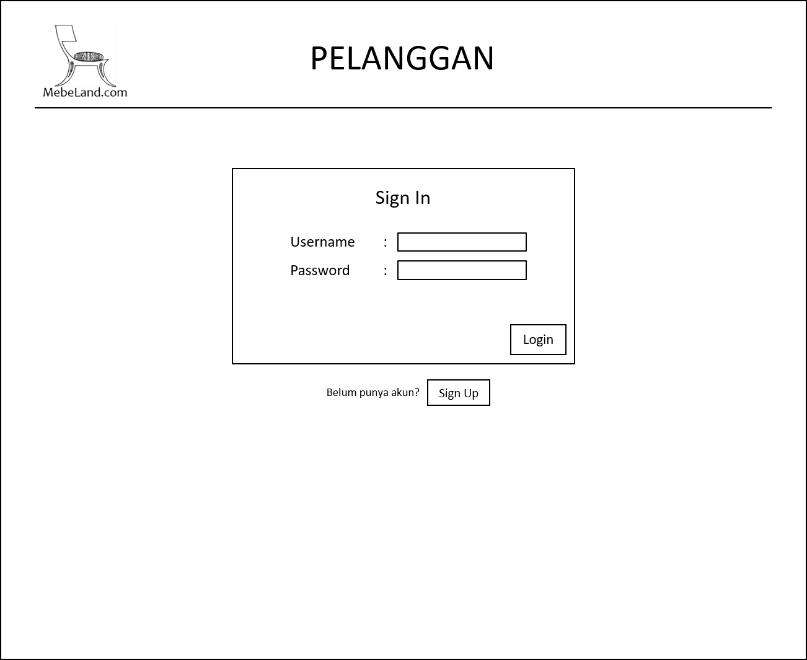 MebeLand.com
PELANGGAN
Sign In
Username :
Password :
Login
Belum punya akun? Sign Up